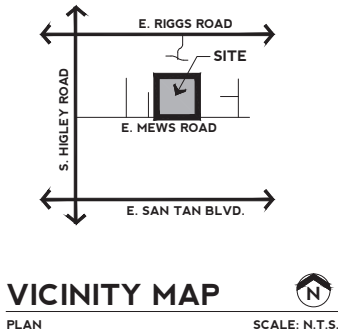 E. RIGGS ROAD
SITE
S. HIGLEY ROAD
E. MEWS ROAD
E. SAN TAN BLVD.
VICINITY MAP
N
PLAN
SCALE: N.T.S.